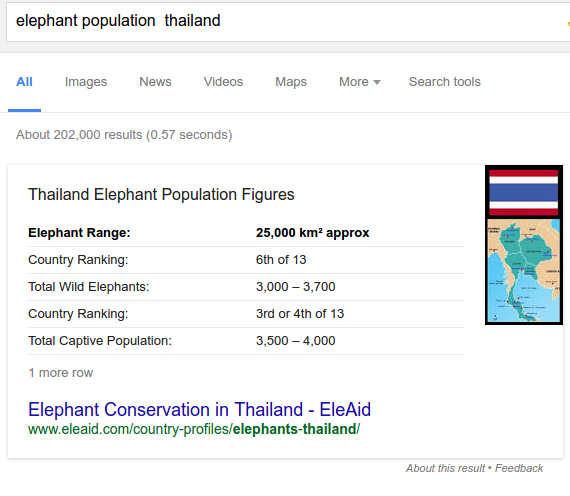 elephant population  thailand
All Images News Videos Maps More Search tools
About 202,000 results (0.57 seconds)
Thailand Elephant Population Figures
Elephant Range: 25,000 km² approx
Country Ranking: 6th of 13
Total Wild Elephants: 3,000 – 3,700
Country Ranking: 3rd or 4th of 13
Total Captive Population: 3,500 – 4,000
1 more row
Elephant Conservation in Thailand - EleAid
www.eleaid.com/country-profiles/elephants-thailand/
About this result • Feedback